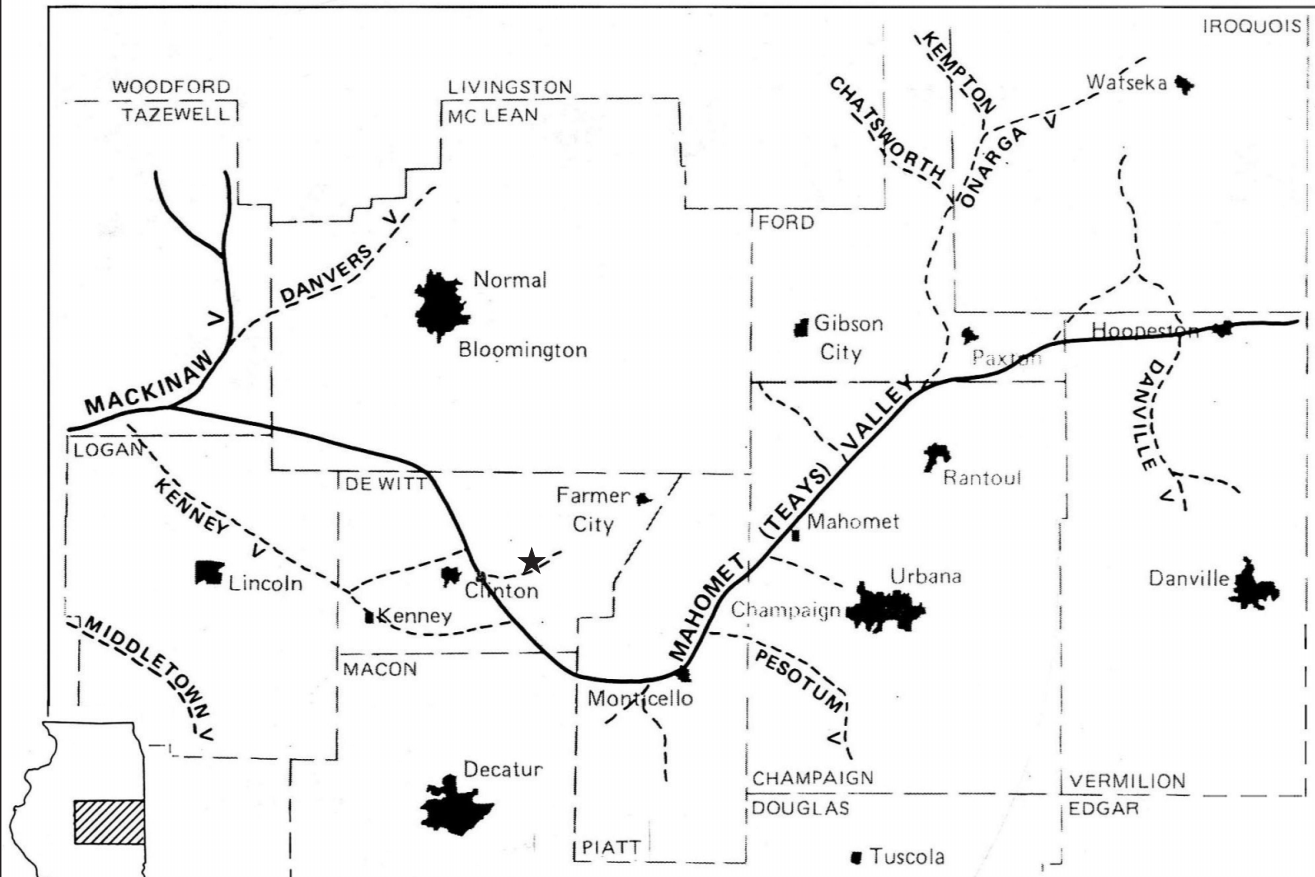 IROQUOIS
KEMPTON
Watseka
WOODFORD
LIVINGSTON
CHATSWORTH
TAZEWELL
MC LEAN
ONARGA V
FORD
DANVERS V
Normal
V
Gibson
City
Hoopeston
Bloomington
Paxton
MACKINAW
DANVILLE V
LOGAN
MAHOMET (TEAYS) VALLEY
DE WITT
Rantoul
KENNEY V
Farmer
City
Mahomet
Lincoln
Clinton
Urbana
Danville
Kenney
Champaign
MIDDLETOWN V
MACON
PESOTUM V
Monticello
Decatur
CHAMPAIGN
VERMILION
DOUGLAS
EDGAR
PIATT
Tuscola